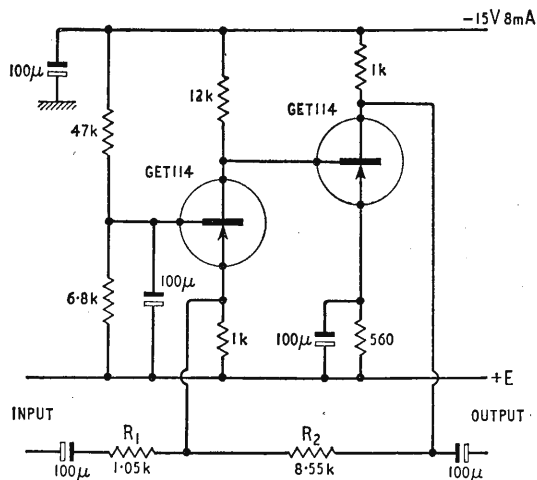 -15V 8mA
100μ
1k
12k
GET114
47k
GET114
100μ
6.8k
1k
100μ
560
+E
INPUT
OUTPUT
R1
R2
100μ
1.05k
8.55k
100μ